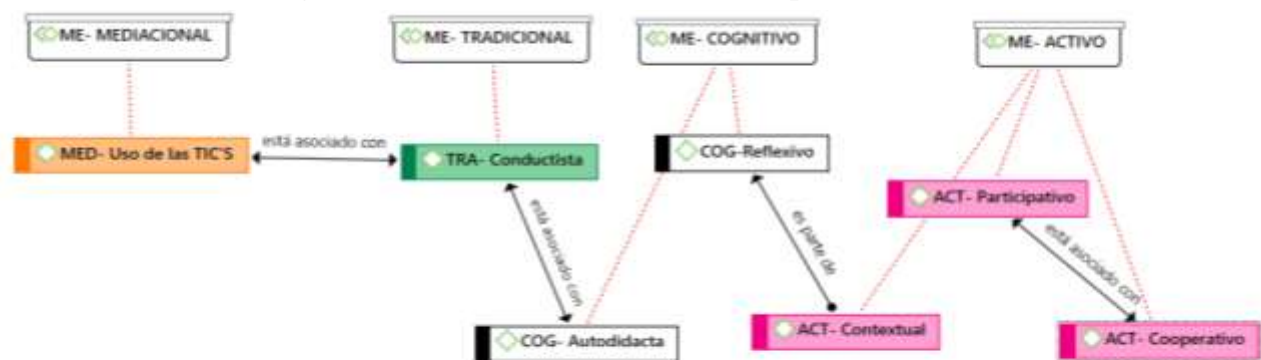 ME- MEDIACIONAL
ME- TRADICIONAL
ME- COGNITIVO
ME- ACTIVO
MED- Uso de las TIC'S
está asociado con
TRA- Conductista
COG-Reflexivo
ACT- Participativo
está asociado con
es parte de
está asociado con
COG- Autodidacta
ACT- Contextual
ACT- Cooperativo